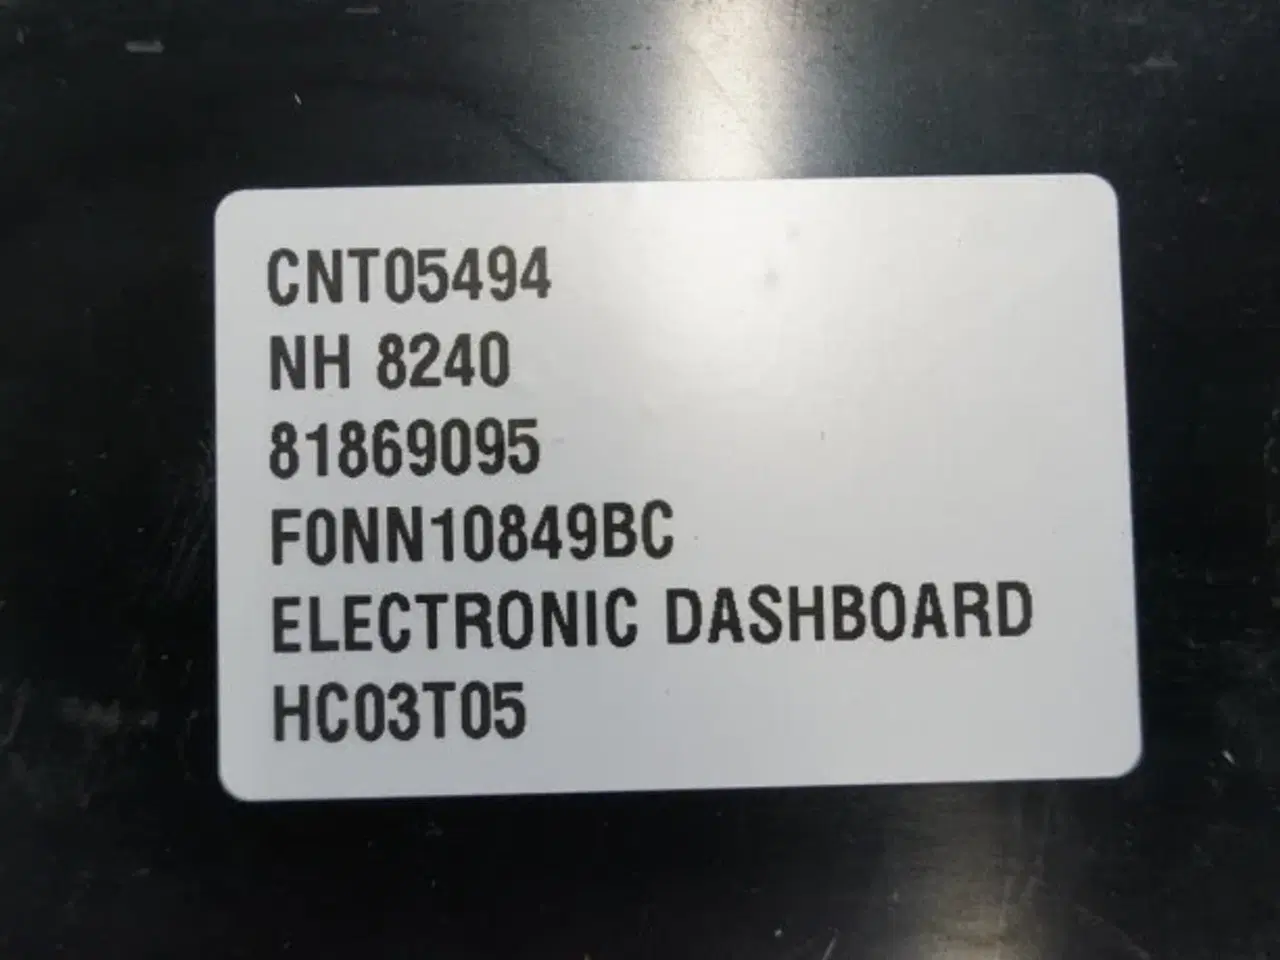 CNT05494
NH 8240
81869095
F0NN10849BC
ELECTRONIC DASHBOARD
HC03T05